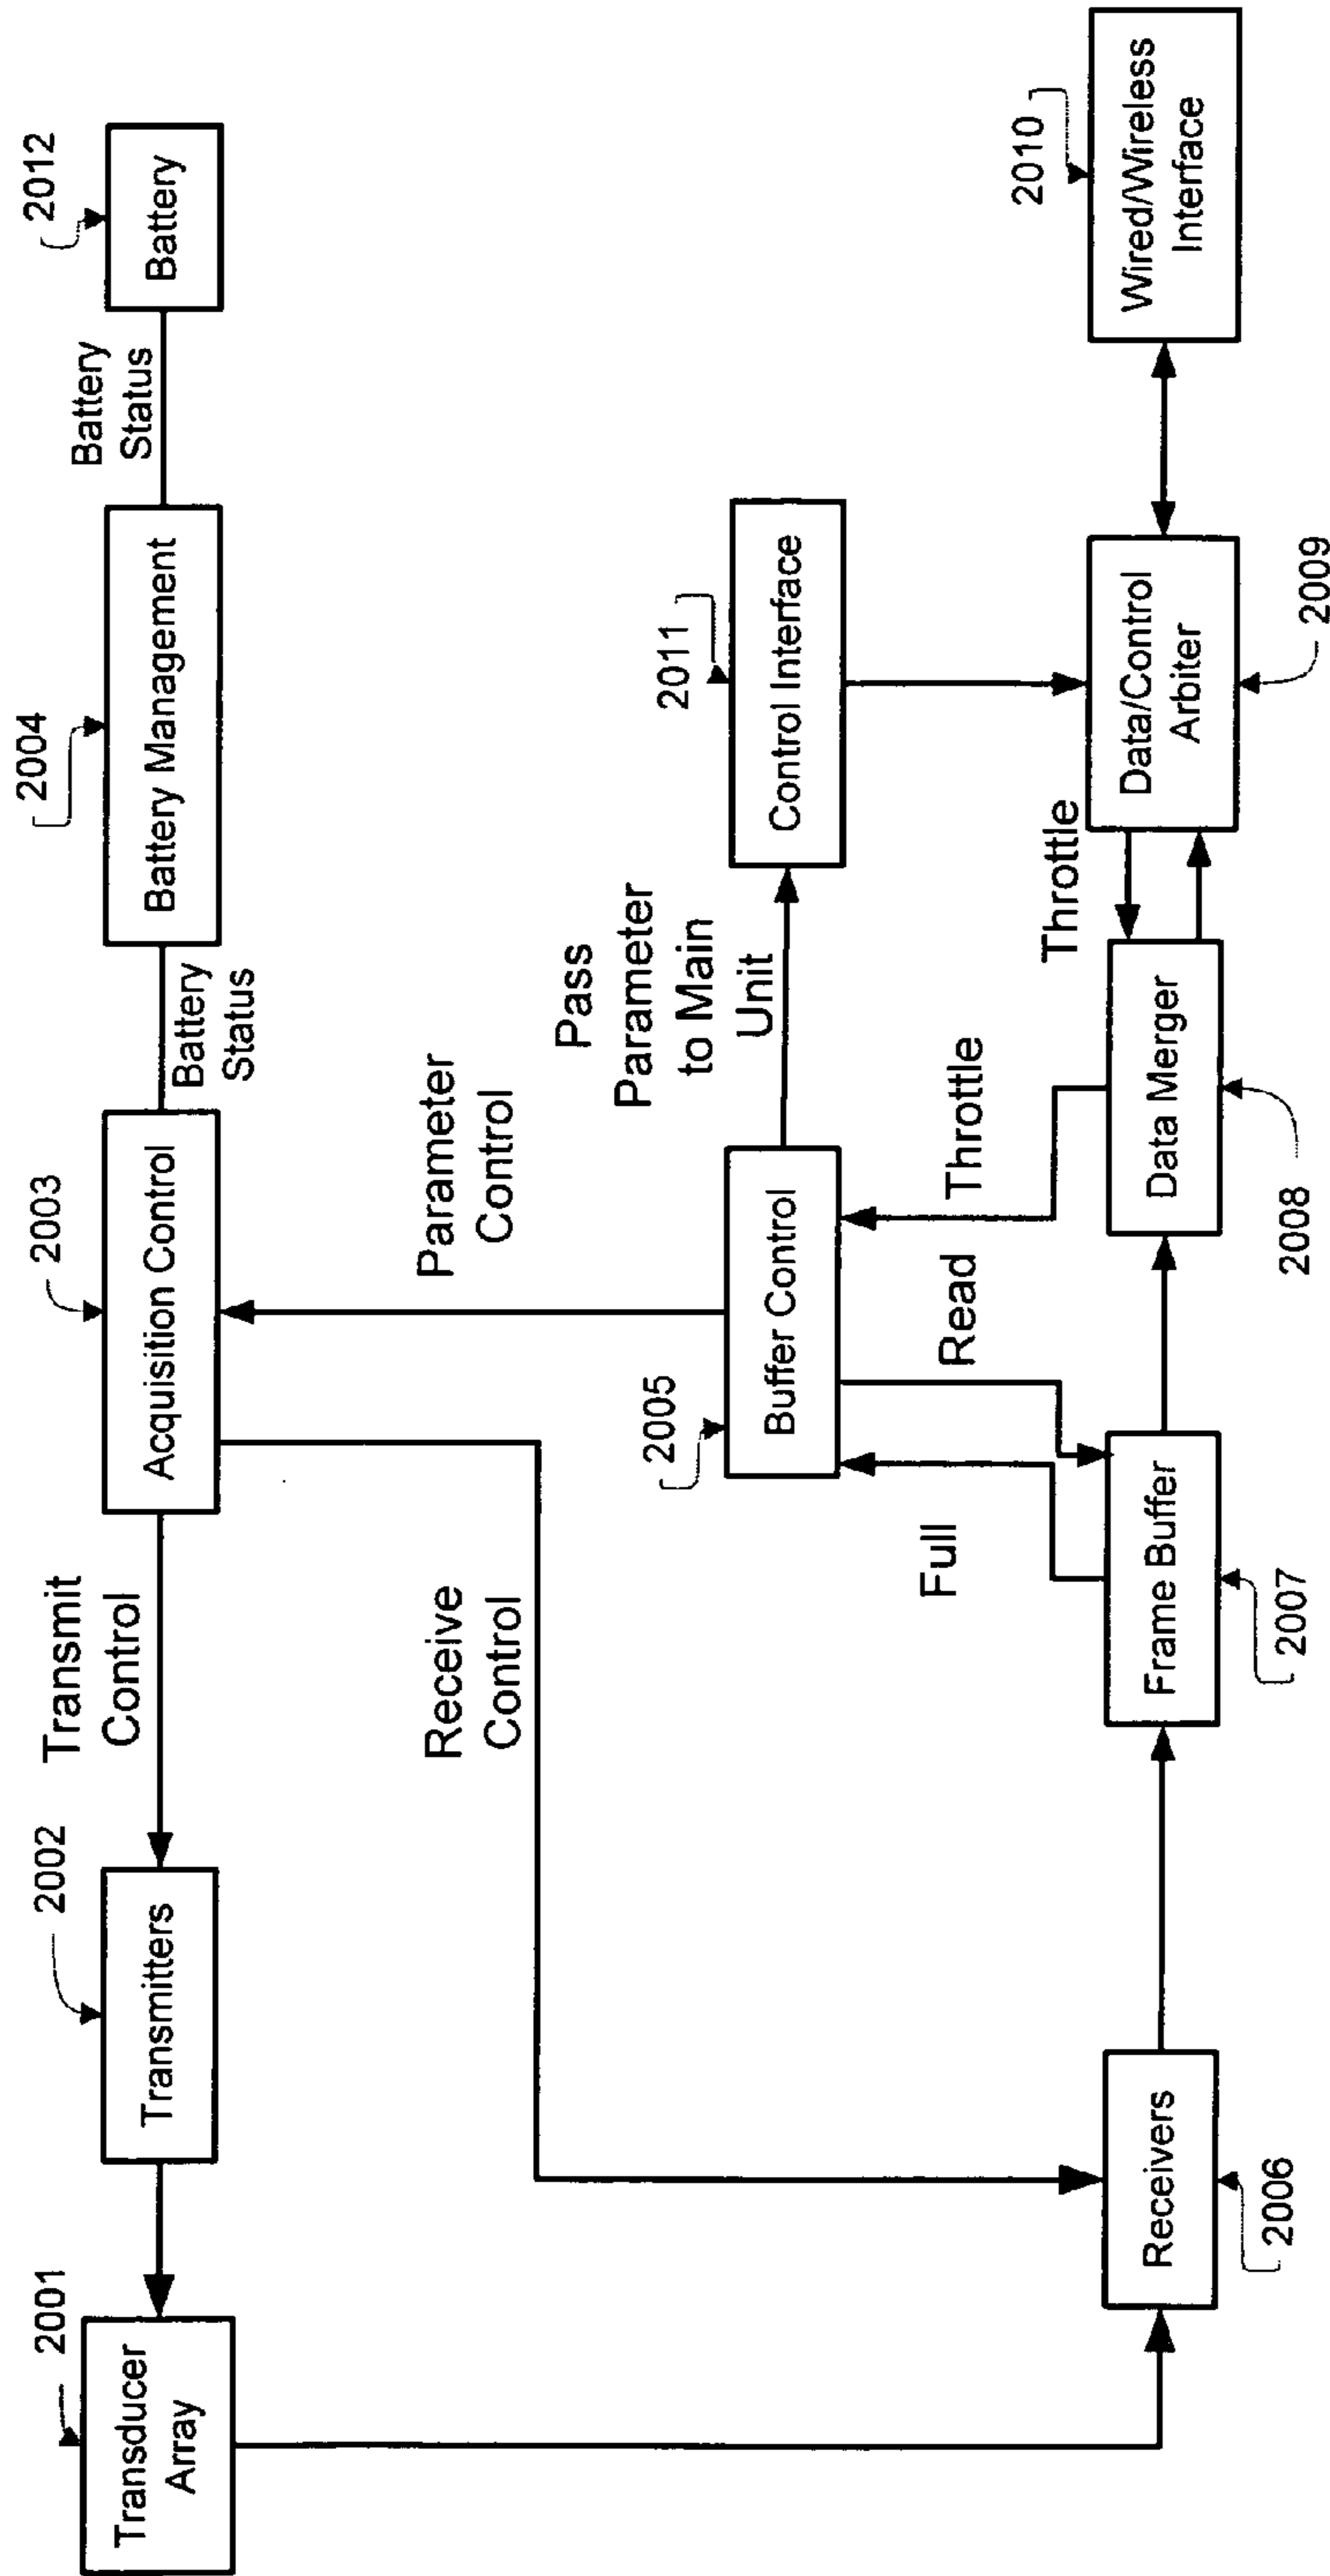 2001
Transducer
Array
2002
Transmitters
Transmit
Control
2003
Acquisition Control
Battery
Status
2004
Battery Management
Battery
Status
2012
Battery
Receive
Control
Parameter
Control
Pass
Parameter
to Main
Unit
2005
Buffer Control
2011
Control Interface
Full
Read
Throttle
Throttle
2010
Receivers
2006
Frame Buffer
2007
Data Merger
2008
Data/Control
Arbiter
2009
Wired/Wireless
Interface